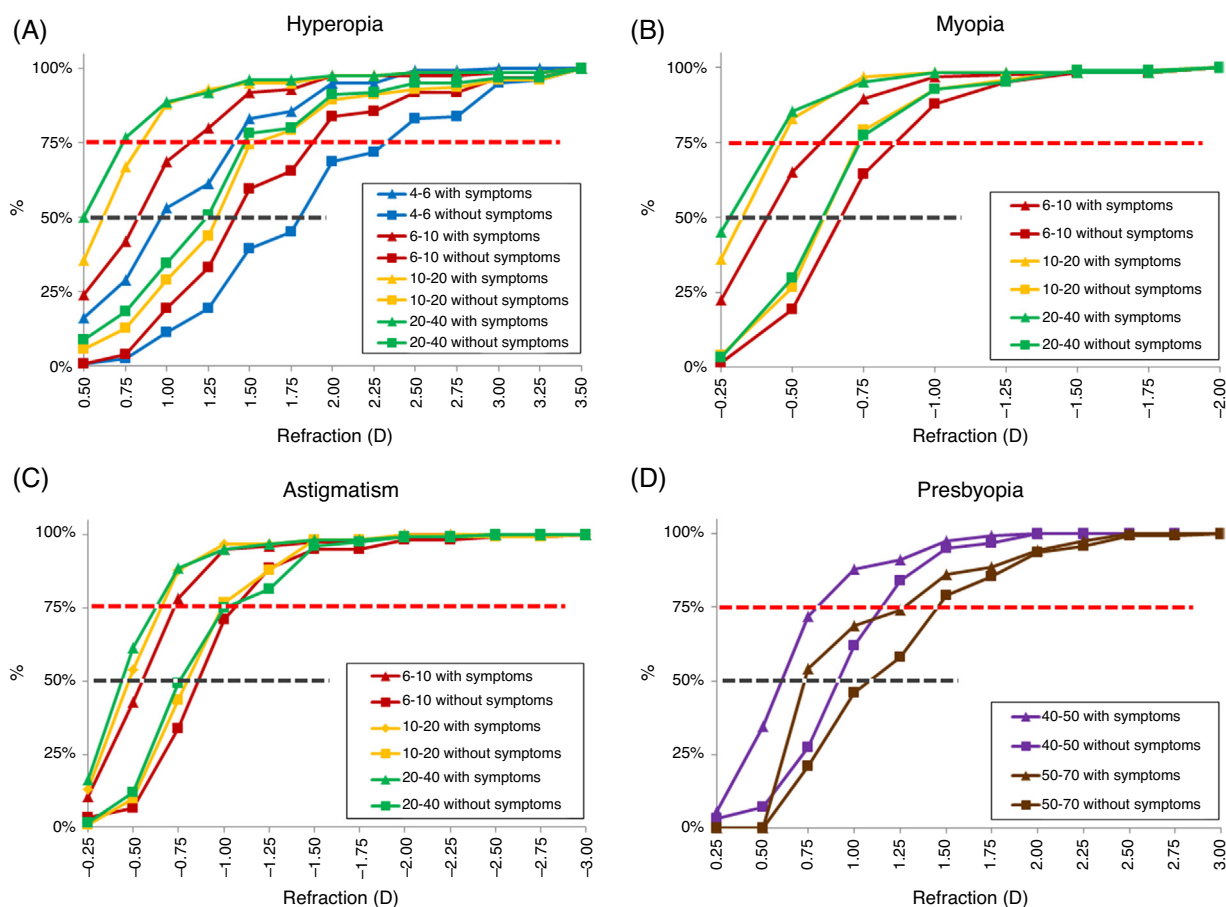 (A)
Hyperopia
100%
75%
50%
25%
0%
%
0.50
0.75
1.00
1.25
1.50
1.75
2.00
2.25
2.50
2.75
3.00
3.25
3.50
Refraction (D)
4-6 with symptoms
4-6 without symptoms
6-10 with symptoms
6-10 without symptoms
10-20 with symptoms
10-20 without symptoms
20-40 with symptoms
20-40 without symptoms
(B)
Myopia
100%
75%
50%
25%
0%
%
−0.25
−0.50
−0.75
−1.00
−1.25
−1.50
−1.75
−2.00
Refraction (D)
6-10 with symptoms
6-10 without symptoms
10-20 with symptoms
10-20 without symptoms
20-40 with symptoms
20-40 without symptoms
(C)
Astigmatism
100%
75%
50%
25%
0%
%
−0.25
−0.50
−0.75
−1.00
−1.25
−1.50
−1.75
−2.00
−2.25
−2.50
−2.75
−3.00
Refraction (D)
6-10 with symptoms
6-10 without symptoms
10-20 with symptoms
10-20 without symptoms
20-40 with symptoms
20-40 without symptoms
(D)
Presbyopia
100%
75%
50%
25%
0%
%
0.25
0.50
0.75
1.00
1.25
1.50
1.75
2.00
2.25
2.50
2.75
3.00
Refraction (D)
40-50 with symptoms
40-50 without symptoms
50-70 with symptoms
50-70 without symptoms